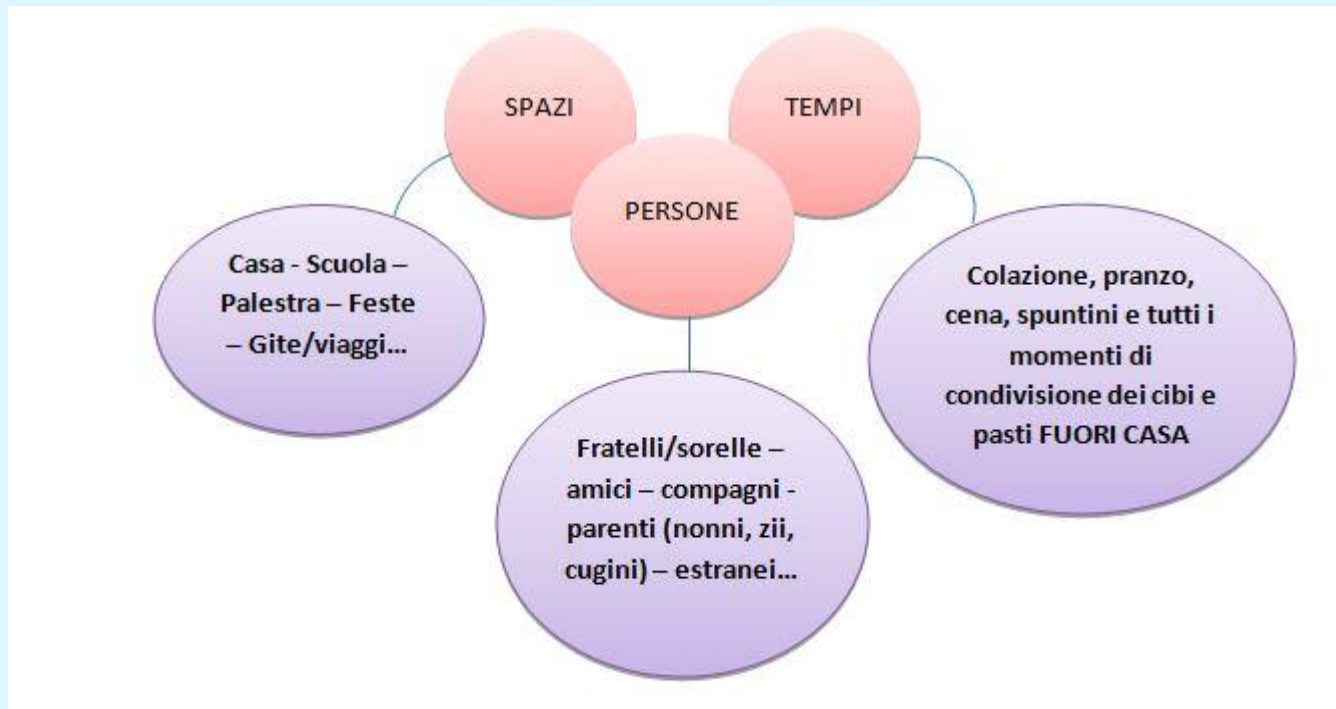 SPAZI
TEMPI
PERSONE
Casa - Scuola –
Palestra – Feste
– Gite/viaggi…
Colazione, pranzo,
cena, spuntini e tutti i
momenti di
condivisione dei cibi e
pasti FUORI CASA
Fratelli/sorelle –
amici – compagni -
parenti (nonni, zii,
cugini) – estranei…